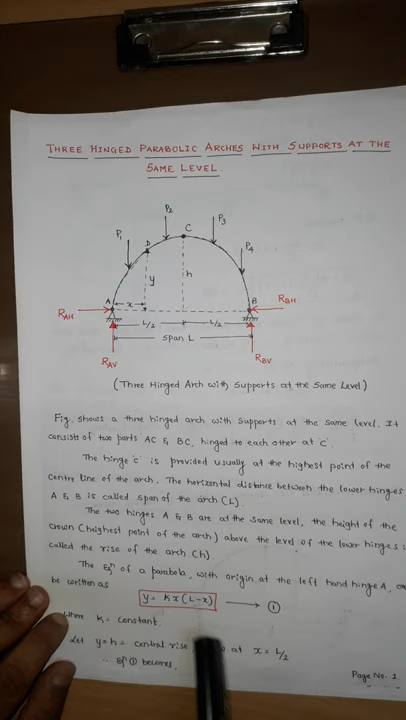 THREE HINGED PARABOLIC ARCHES WITH SUPPORTS AT THE
SAME LEVEL.
P1
P2
P3
P4
C
D
h
y
A
x
B
RAH
RBH
L/2
L/2
Span L
RAV
RBV
(Three Hinged Arch with Supports at the Same Level)
Fig. shows a three hinged arch with supports at the same level. It
consists of two parts AC & BC, hinged to each other at 'c'.
The hinge 'c' is provided usually at the highest point of the
centre line of the arch. The horizontal distance between the lower hinges
A & B is called span of the arch (L).
The two hinges A & B are at the same level, the height of the
crown (highest point of the arch) above the level of the lower hinges
called the rise of the arch (h)
The Eqn of a parabola, with origin at the left hand hinge A,
be written as
y = Kx(L-x) → ①
Where K = constant.
Let y=h = central rise at x = L/2
∴ Eqn ① becomes,
Page No. 1